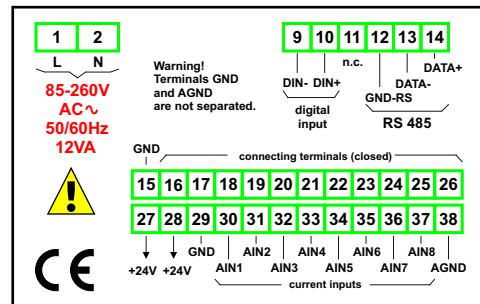 1 2
L N
85-260V
AC∿
50/60Hz
12VA
Warning!
Terminals GND
and AGND
are not separated.
9 10 11 12 13 14
DIN- DIN+ n.c. GND-RS DATA- DATA+
digital
input
RS 485
GND
connecting terminals (closed)
15 16 17 18 19 20 21 22 23 24 25 26
27 28 29 30 31 32 33 34 35 36 37 38
+24V +24V GND AIN1 AIN2 AIN3 AIN4 AIN5 AIN6 AIN7 AIN8 AGND
current inputs
!
CE